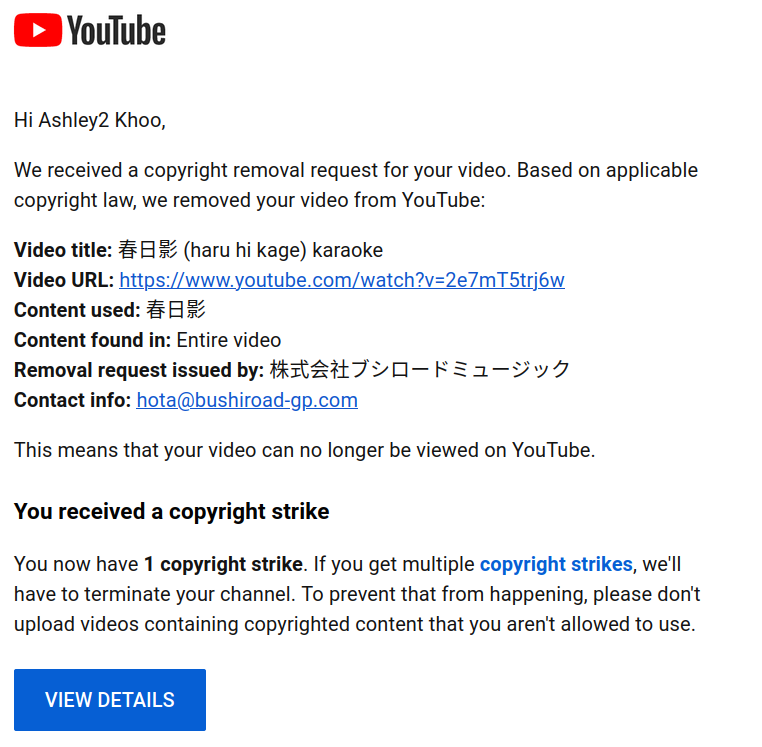 YouTube
Hi Ashley2 Khoo,
We received a copyright removal request for your video. Based on applicable
copyright law, we removed your video from YouTube:
Video title: 春日影 (haru hi kage) karaoke
Video URL: https://www.youtube.com/watch?v=2e7mT5trj6w
Content used: 春日影
Content found in: Entire video
Removal request issued by: 株式会社ブシロードミュージック
Contact info: hota@bushiroad-gp.com
This means that your video can no longer be viewed on YouTube.
You received a copyright strike
You now have 1 copyright strike. If you get multiple copyright strikes, we'll
have to terminate your channel. To prevent that from happening, please don't
upload videos containing copyrighted content that you aren't allowed to use.
VIEW DETAILS